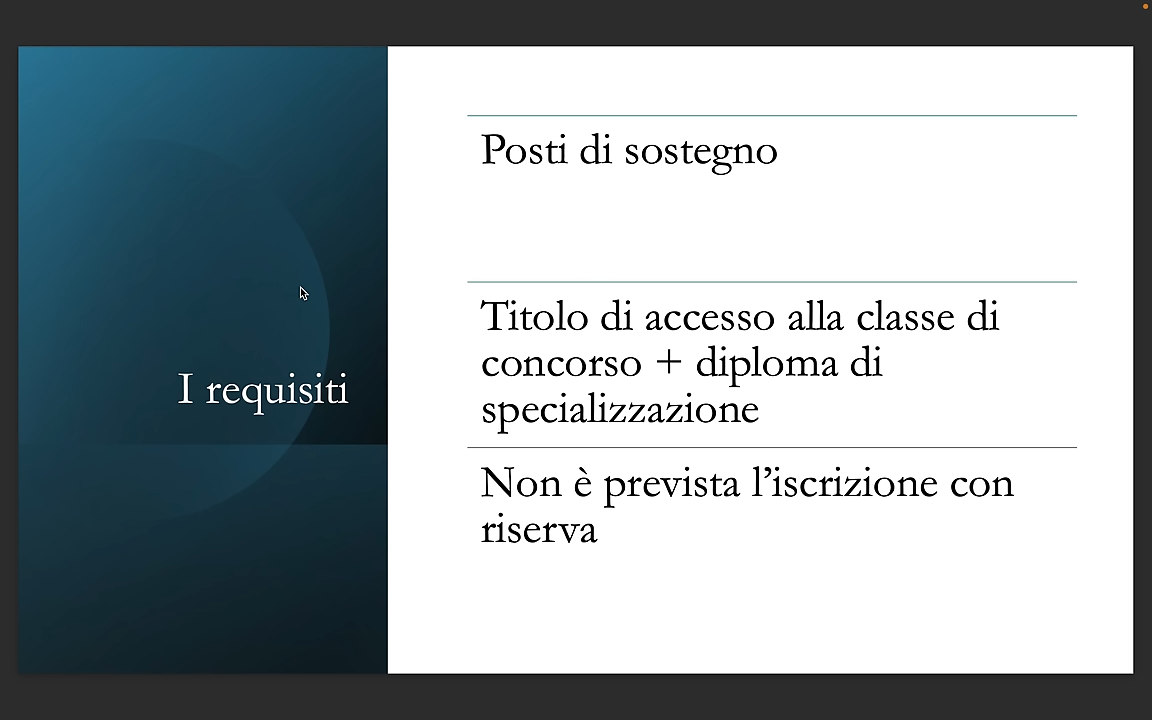 I requisiti
Posti di sostegno
Titolo di accesso alla classe di
concorso + diploma di
specializzazione
Non è prevista l’iscrizione con
riserva